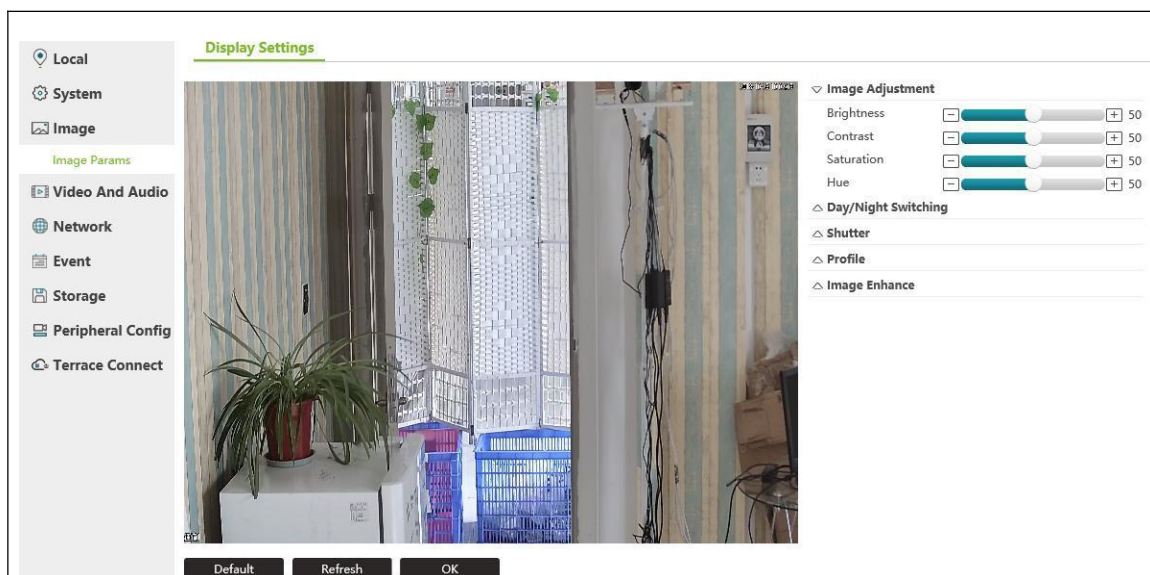 Display Settings
Local
System
Image
Image Params
Video And Audio
Network
Event
Storage
Peripheral Config
Terrace Connect
Image Adjustment
Brightness 50
Contrast 50
Saturation 50
Hue 50
Day/Night Switching
Shutter
Profile
Image Enhance
Default Refresh OK